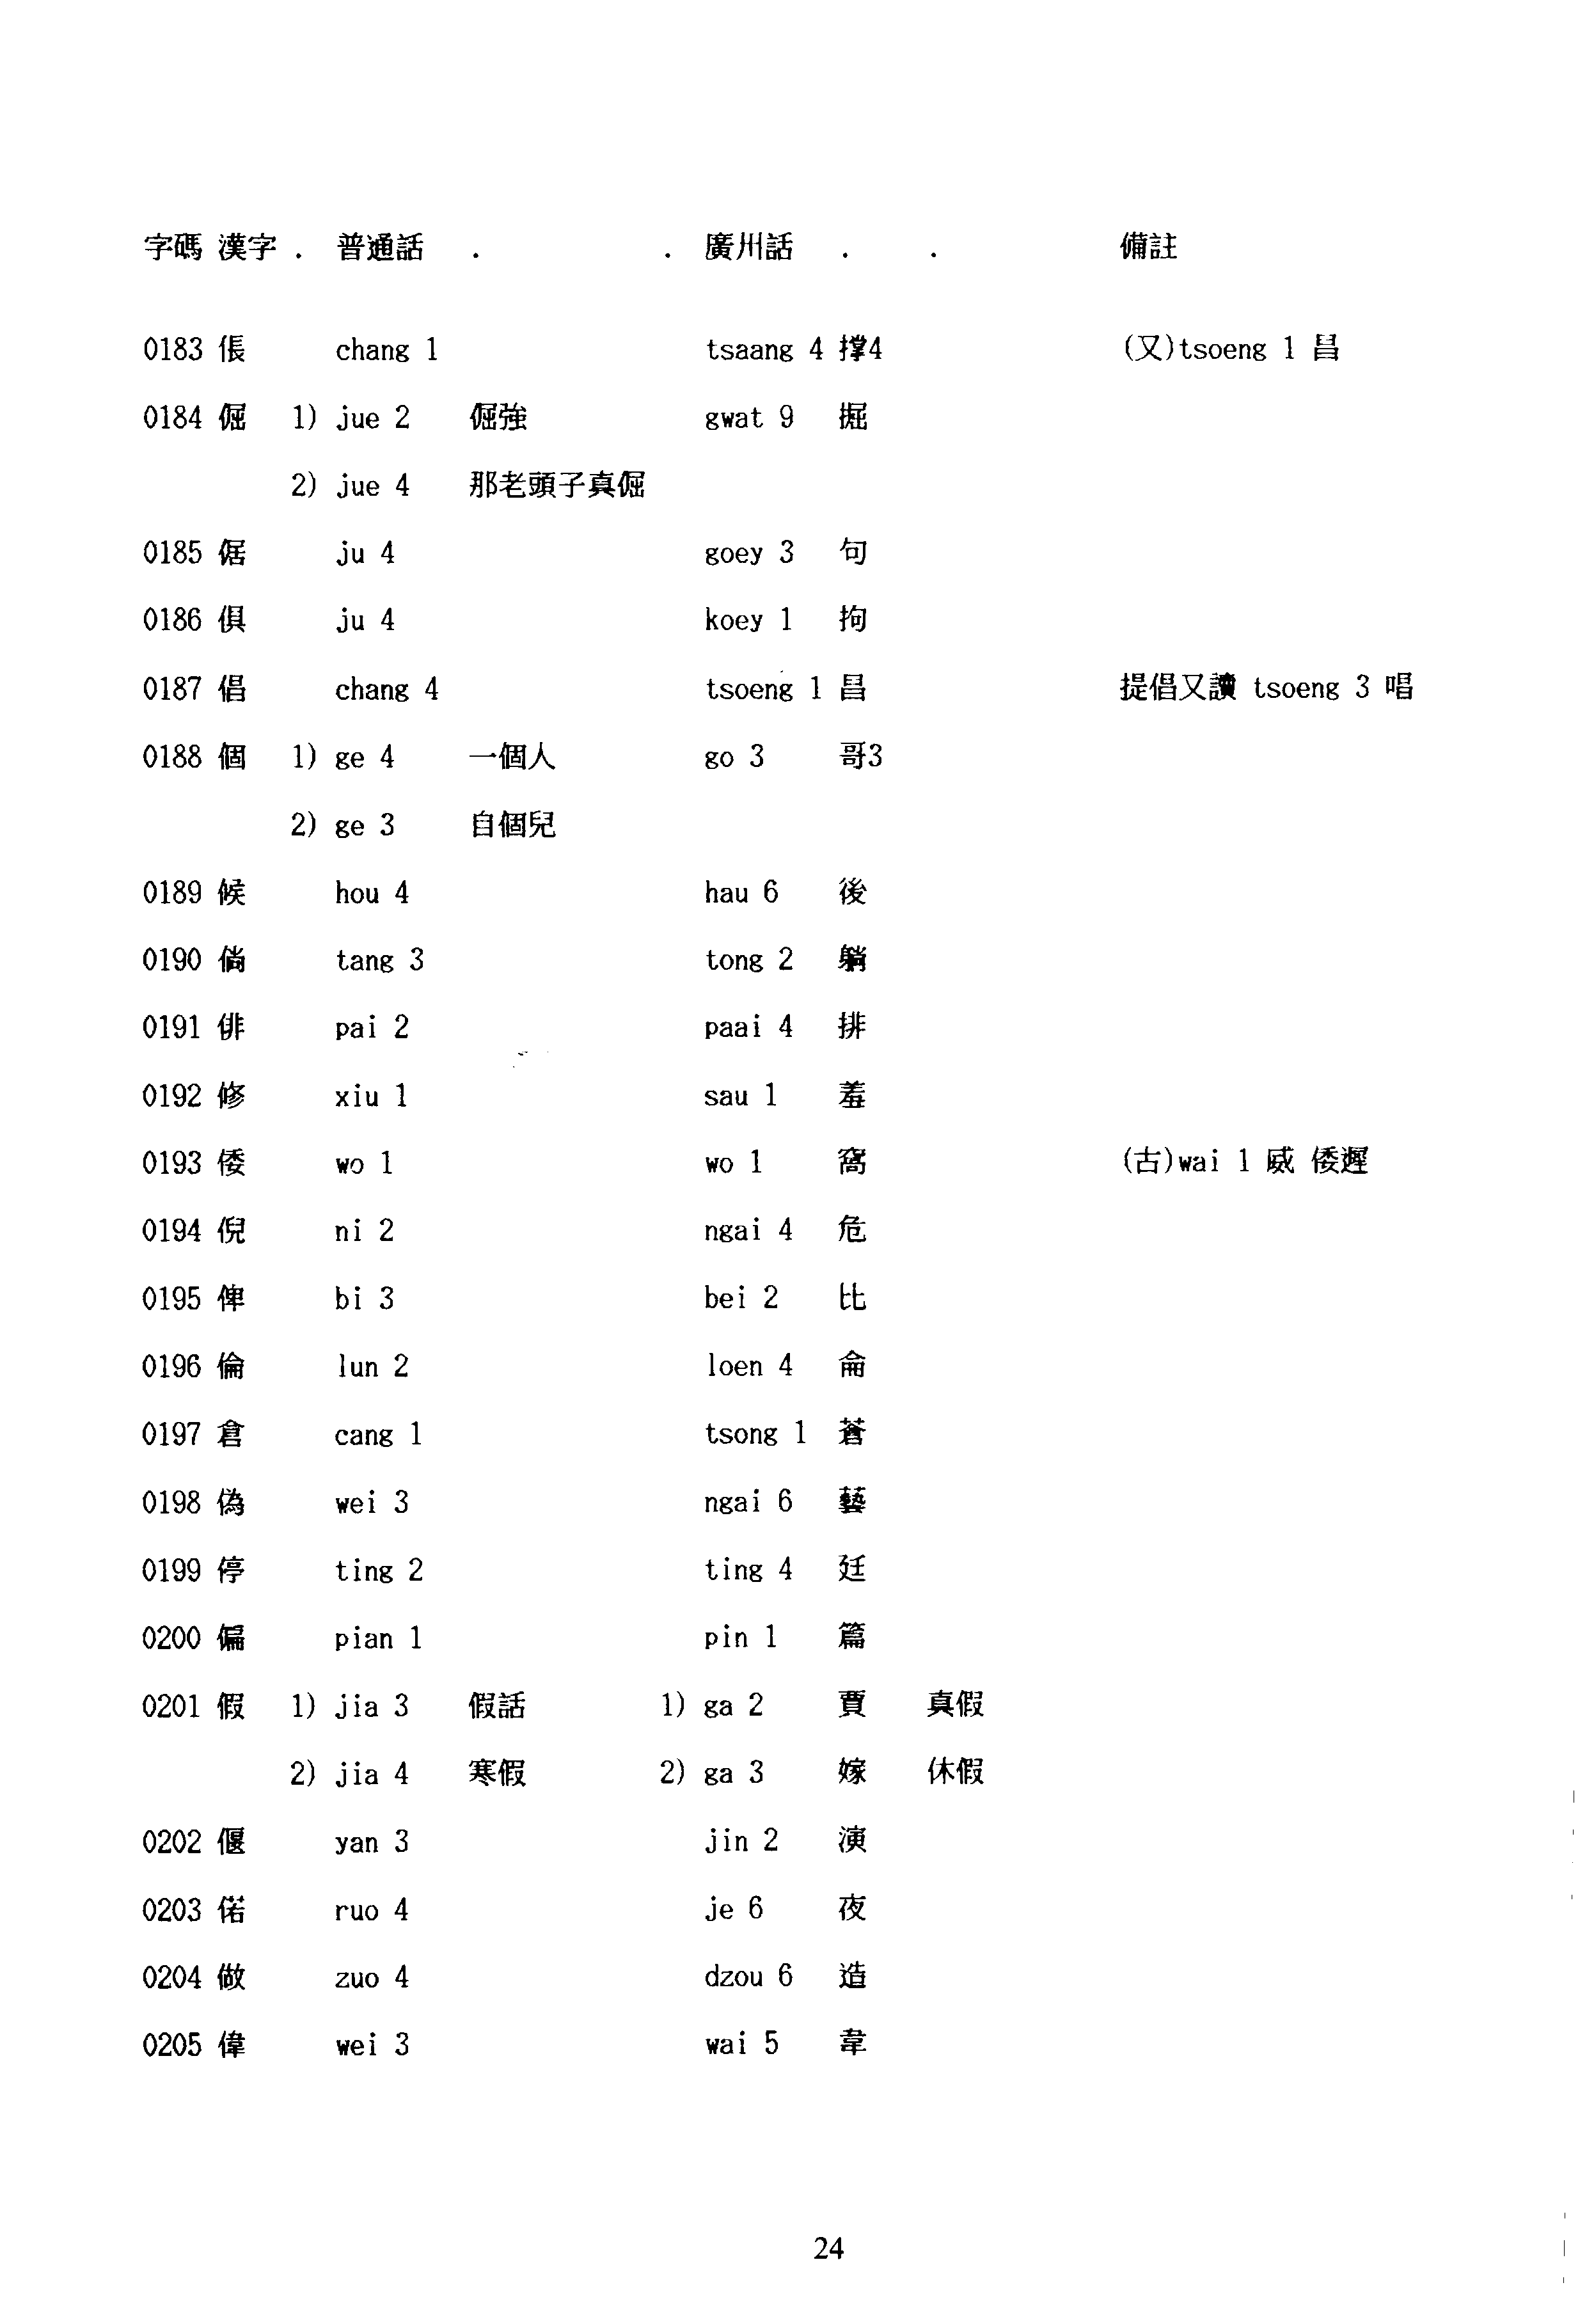 字碼 漢字 . 普通話 . . 廣川話 . . 備註
0183 倀 chang 1 tsaang 4 撑4 (又)tsoeng 1 昌
0184 倔 1) jue 2 倔強 gwat 9 掘
2) jue 4 那老頭子真倔
0185 倨 ju 4 goey 3 句
0186 俱 ju 4 koey 1 拘
0187 倡 chang 4 tsoeng 1 昌 提倡又讀 tsoeng 3 唱
0188 個 1) ge 4 一個人 go 3 哥3
2) ge 3 自個兒
0189 候 hou 4 hau 6 後
0190 倘 tang 3 tong 2 躺
0191 俳 pai 2 paai 4 排
0192 修 xiu 1 sau 1 羞
0193 倭 wo 1 wo 1 窩 (古)wai 1 威 倭遲
0194 倪 ni 2 ngai 4 危
0195 俾 bi 3 bei 2 比
0196 倫 lun 2 loen 4 侖
0197 倉 cang 1 tsong 1 蒼
0198 偽 wei 3 ngai 6 藝
0199 停 ting 2 ting 4 廷
0200 偏 pian 1 pin 1 篇
0201 假 1) jia 3 假話 1) ga 2 賈 真假
2) jia 4 寒假 2) ga 3 嫁 休假
0202 偃 yan 3 jin 2 演
0203 偌 ruo 4 je 6 夜
0204 做 zuo 4 dzou 6 造
0205 偉 wei 3 wai 5 韋
24